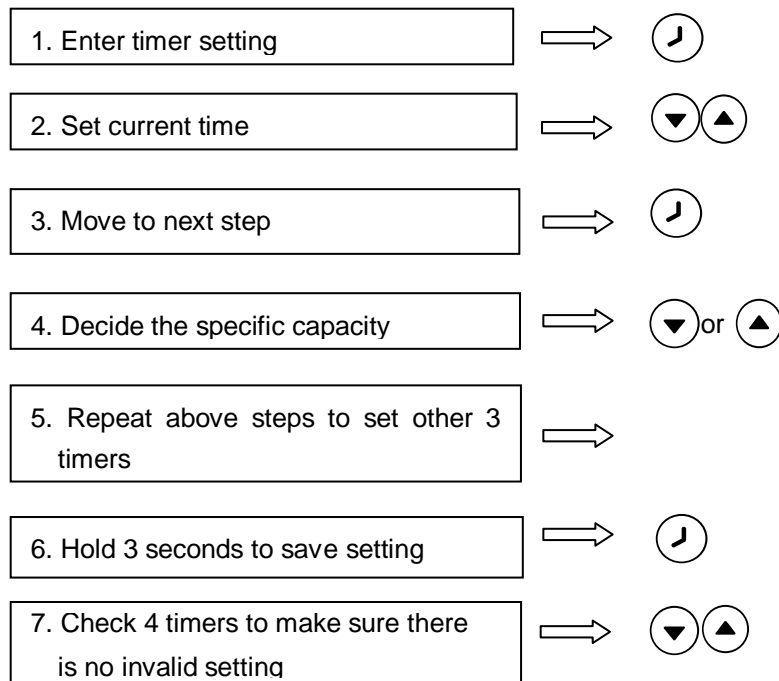 1. Enter timer setting
2. Set current time
3. Move to next step
4. Decide the specific capacity
or
5. Repeat above steps to set other 3
timers
6. Hold 3 seconds to save setting
7. Check 4 timers to make sure there
is no invalid setting